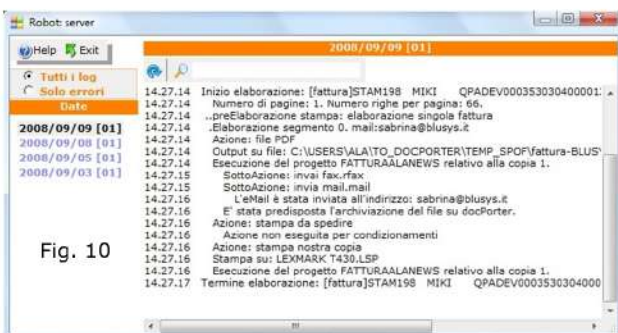 Robot: server
Help Exit
2008/09/09 [01]
Tutti i log
Solo errori
Date
2008/09/09 [01]
2008/09/08 [01]
2008/09/05 [01]
2008/09/03 [01]
Fig. 10
14.27.14 Inizio elaborazione: [fattura]STAM198 MIKI QPADEV000353030400001
14.27.14 Numero di pagine: 1. Numero righe per pagina: 66.
14.27.14 ..preElaborazione stampa: elaborazione singola fattura
14.27.14 .Elaborazione segmento 0. mail:sabrina@blusys.it
14.27.14 Azione: file PDF
14.27.14 Output su file: C:\USERS\ALA\TO_DOCPORTER\TEMP_SPOF\fattura-BLUS
14.27.14 Esecuzione del progetto FATTURAALANEWS relativo alla copia 1.
14.27.15 SottoAzione: invai fax.rfax
14.27.15 SottoAzione: invia mail.mail
14.27.16 L'eMail è stata inviata all'indirizzo: sabrina@blusys.it
14.27.16 E' stata predisposta l'archiviazione del file su docPorter.
14.27.16 Azione: stampa da spedire
14.27.16 Azione non eseguita per condizionamenti
14.27.16 Azione: stampa nostra copia
14.27.16 Stampa su: LEXMARK T430.LSP
14.27.16 Esecuzione del progetto FATTURAALANEWS relativo alla copia 1.
14.27.17 Termine elaborazione: [fattura]STAM198 MIKI QPADEV0003530304000